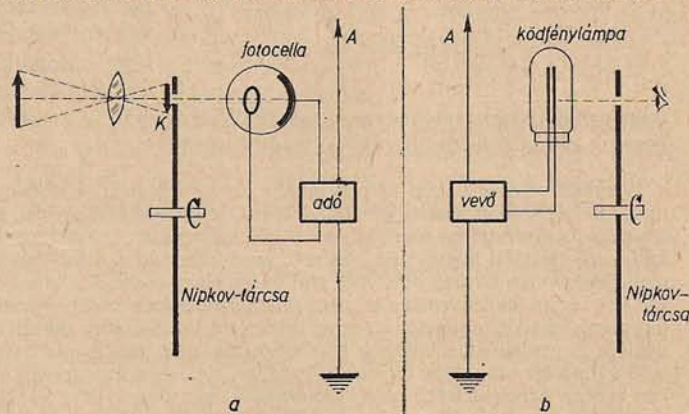 fotocella
A
K
adó
Nipkov-tárcsa
a
A
ködfénylámpa
vevő
Nipkov-
tárcsa
b